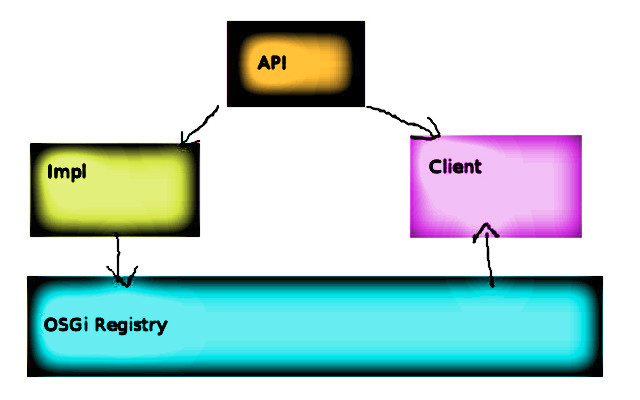 API
Impl
Client
OSGi Registry